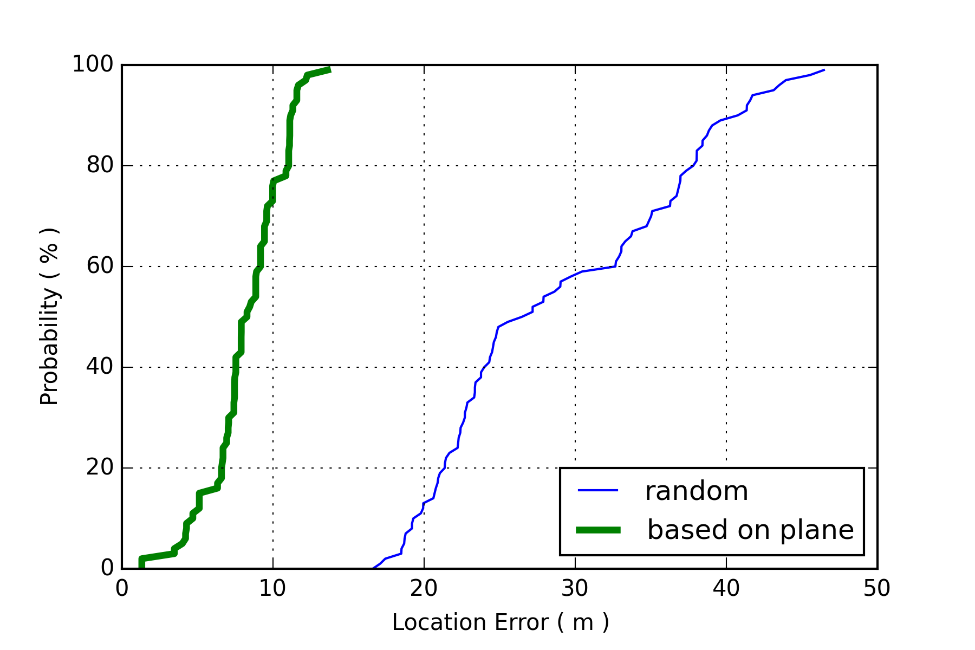 100
80
60
40
20
0
Probability ( % )
0 10 20 30 40 50
Location Error ( m )
random
based on plane